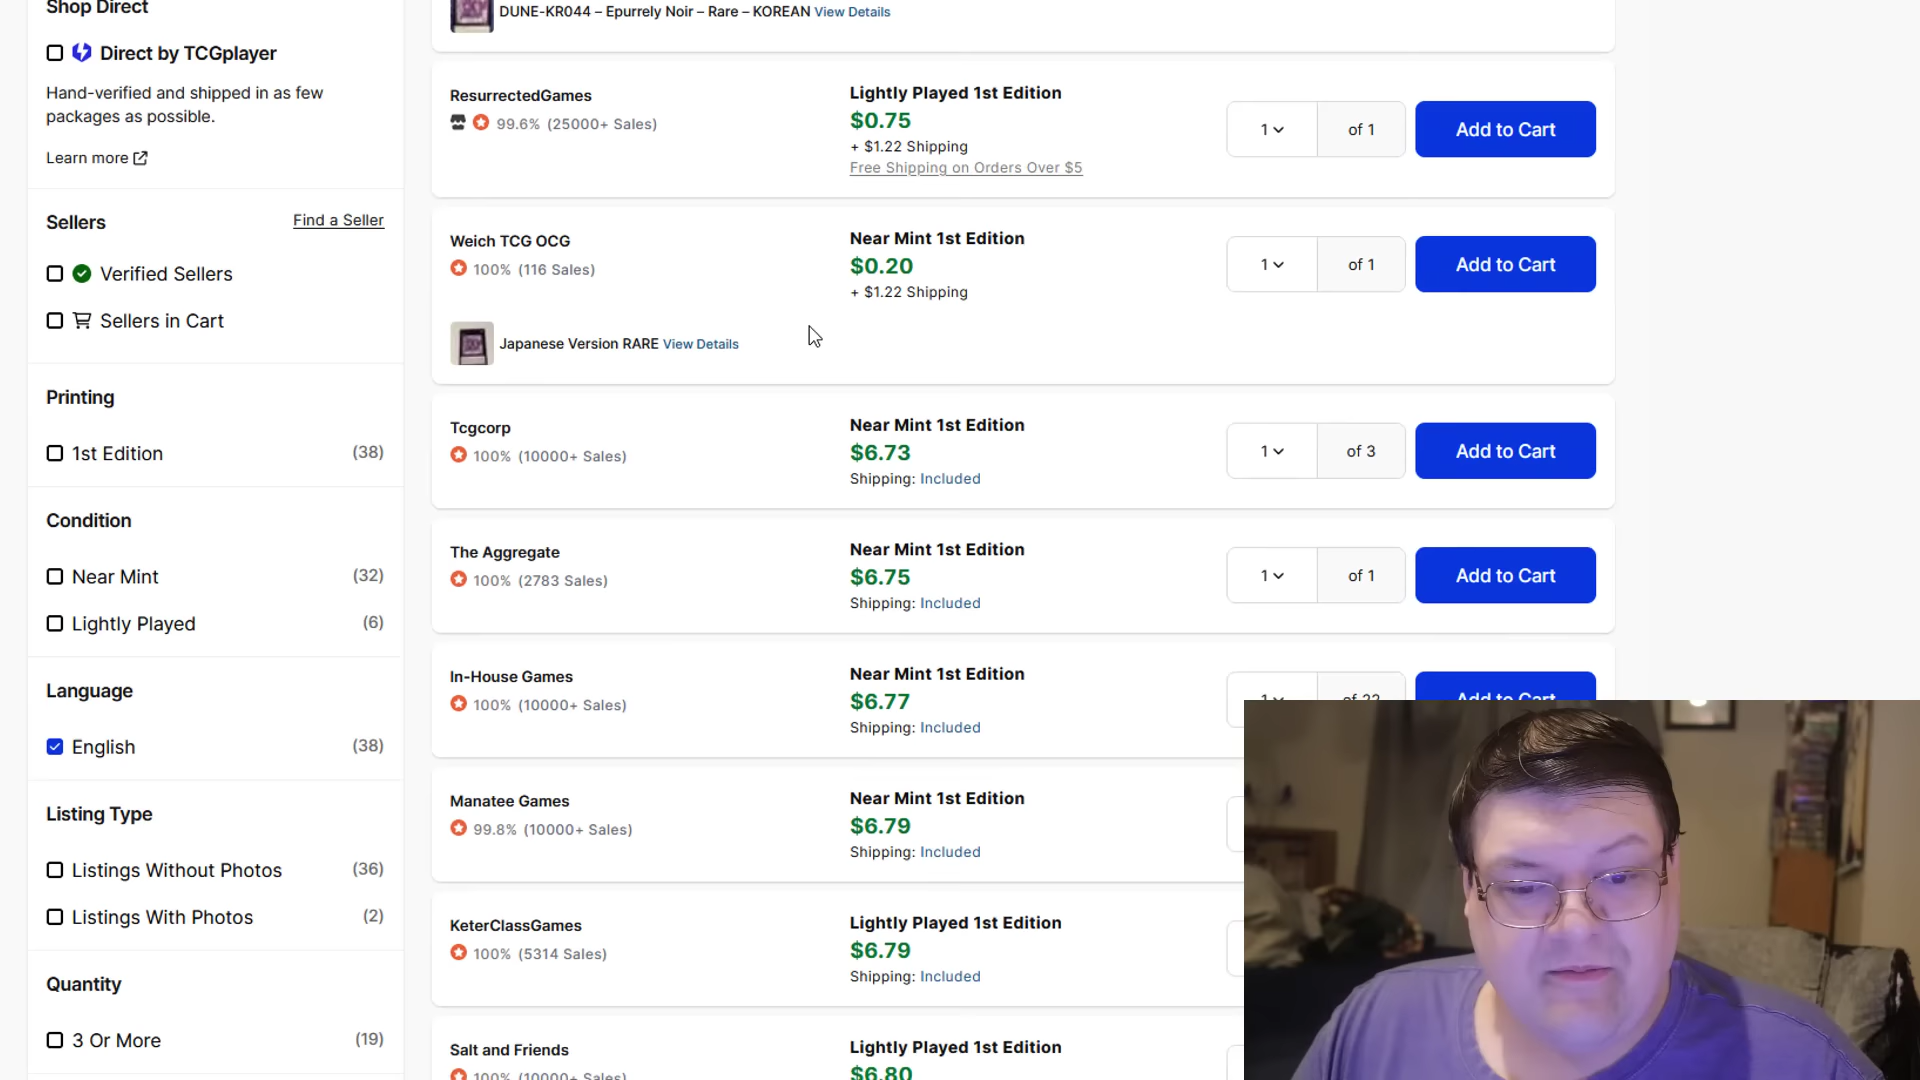 Shop Direct
Direct by TCGplayer
Hand-verified and shipped in as few
packages as possible.
Learn more
Sellers
Find a Seller
Verified Sellers
Sellers in Cart
Printing
1st Edition (38)
Condition
Near Mint (32)
Lightly Played (6)
Language
English (38)
Listing Type
Listings Without Photos (36)
Listings With Photos (2)
Quantity
3 Or More (19)
DUNE-KR044 – Epurrely Noir – Rare – KOREAN View Details
ResurrectedGames
99.6% (25000+ Sales)
Lightly Played 1st Edition
$0.75
+ $1.22 Shipping
Free Shipping on Orders Over $5
1 of 1
Add to Cart
Weich TCG OCG
100% (116 Sales)
Near Mint 1st Edition
$0.20
+ $1.22 Shipping
1 of 1
Add to Cart
Japanese Version RARE View Details
Tcgcorp
100% (10000+ Sales)
Near Mint 1st Edition
$6.73
Shipping: Included
1 of 3
Add to Cart
The Aggregate
100% (2783 Sales)
Near Mint 1st Edition
$6.75
Shipping: Included
1 of 1
Add to Cart
In-House Games
100% (10000+ Sales)
Near Mint 1st Edition
$6.77
Shipping: Included
1 of
Add to Cart
Manatee Games
99.8% (10000+ Sales)
Near Mint 1st Edition
$6.79
Shipping: Included
KeterClassGames
100% (5314 Sales)
Lightly Played 1st Edition
$6.79
Shipping: Included
Salt and Friends
100% (10000+ Sales)
Lightly Played 1st Edition
$6.80